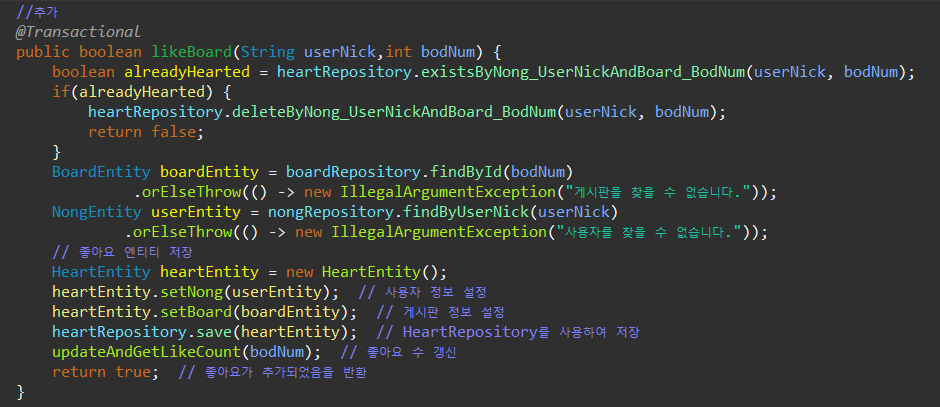 //추가
@Transactional
public boolean likeBoard(String userNick,int bodNum) {
    boolean alreadyHearted = heartRepository.existsByNong_UserNickAndBoard_BodNum(userNick, bodNum);
    if(alreadyHearted) {
        heartRepository.deleteByNong_UserNickAndBoard_BodNum(userNick, bodNum);
        return false;
    }
    BoardEntity boardEntity = boardRepository.findById(bodNum)
            .orElseThrow(() -> new IllegalArgumentException("게시판을 찾을 수 없습니다."));
    NongEntity userEntity = nongRepository.findByUserNick(userNick)
            .orElseThrow(() -> new IllegalArgumentException("사용자를 찾을 수 없습니다."));
    // 좋아요 엔티티 저장
    HeartEntity heartEntity = new HeartEntity();
    heartEntity.setNong(userEntity);  // 사용자 정보 설정
    heartEntity.setBoard(boardEntity);  // 게시판 정보 설정
    heartRepository.save(heartEntity);  // HeartRepository를 사용하여 저장
    updateAndGetLikeCount(bodNum);  // 좋아요 수 갱신
    return true;  // 좋아요가 추가되었음을 반환
}